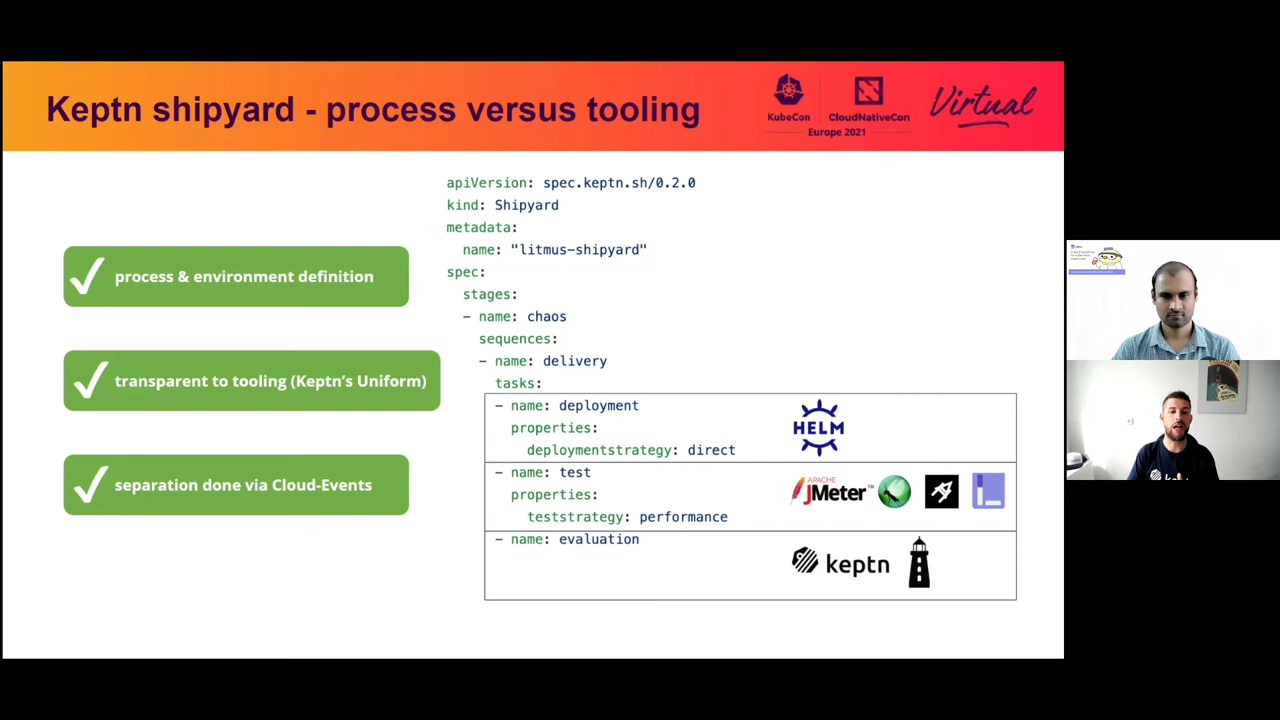 Keptn shipyard - process versus tooling
KubeCon
CloudNativeCon
Europe 2021
Virtual
process & environment definition
transparent to tooling (Keptn's Uniform)
separation done via Cloud-Events
apiVersion: spec.keptn.sh/0.2.0
kind: Shipyard
metadata:
name: "litmus-shipyard"
spec:
stages:
- name: chaos
sequences:
- name: delivery
tasks:
- name: deployment
properties:
deploymentstrategy: direct
HELM
- name: test
properties:
teststrategy: performance
APACHE
JMeter™
- name: evaluation
keptn